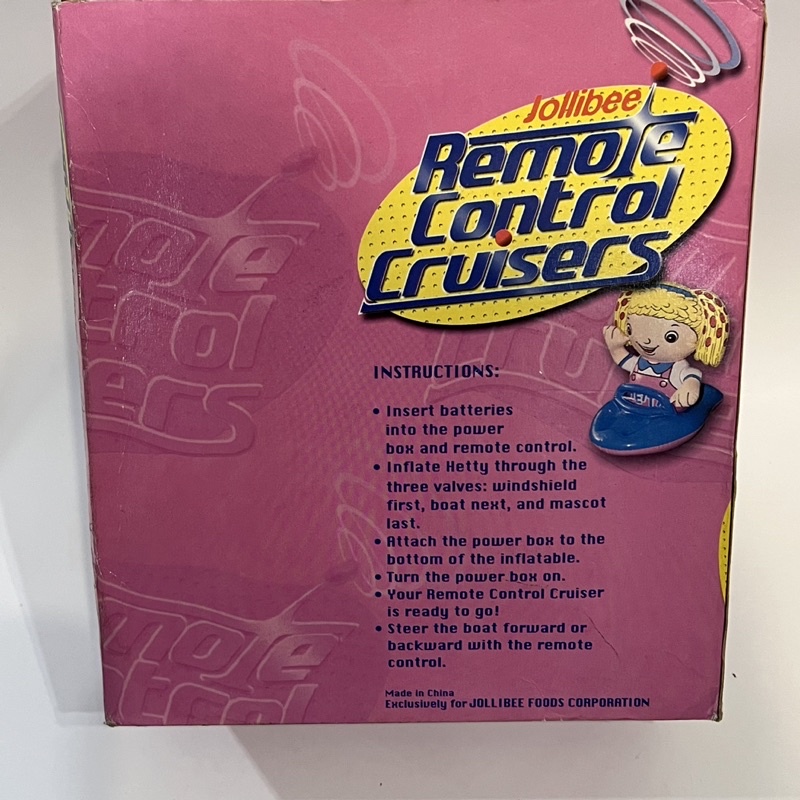 Jollibee
Remote
Control
Cruisers
INSTRUCTIONS:
• Insert batteries
into the power
box and remote control.
• Inflate Hetty through the
three valves: windshield
first, boat next, and mascot
last.
• Attach the power box to the
bottom of the inflatable.
• Turn the power box on.
• Your Remote Control Cruiser
is ready to go!
• Steer the boat forward or
backward with the remote
control.
Made in China
Exclusively for JOLLIBEE FOODS CORPORATION